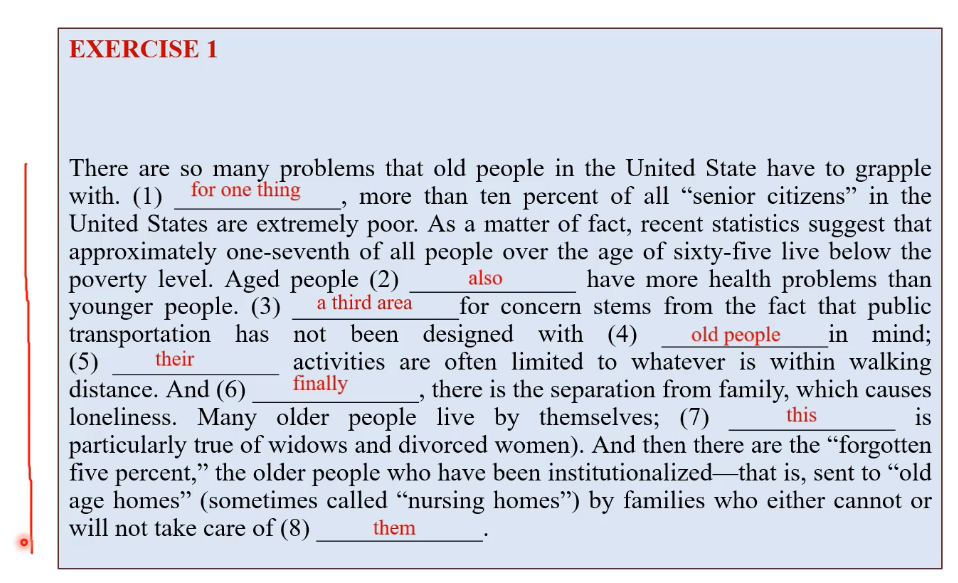 EXERCISE 1
There are so many problems that old people in the United State have to grapple
with. (1) for one thing, more than ten percent of all “senior citizens” in the
United States are extremely poor. As a matter of fact, recent statistics suggest that
approximately one-seventh of all people over the age of sixty-five live below the
poverty level. Aged people (2) also have more health problems than
younger people. (3) a third area for concern stems from the fact that public
transportation has not been designed with (4) old people in mind;
(5) their activities are often limited to whatever is within walking
distance. And (6) finally, there is the separation from family, which causes
loneliness. Many older people live by themselves; (7) this is
particularly true of widows and divorced women). And then there are the “forgotten
five percent,” the older people who have been institutionalized—that is, sent to “old
age homes” (sometimes called “nursing homes”) by families who either cannot or
will not take care of (8) them.